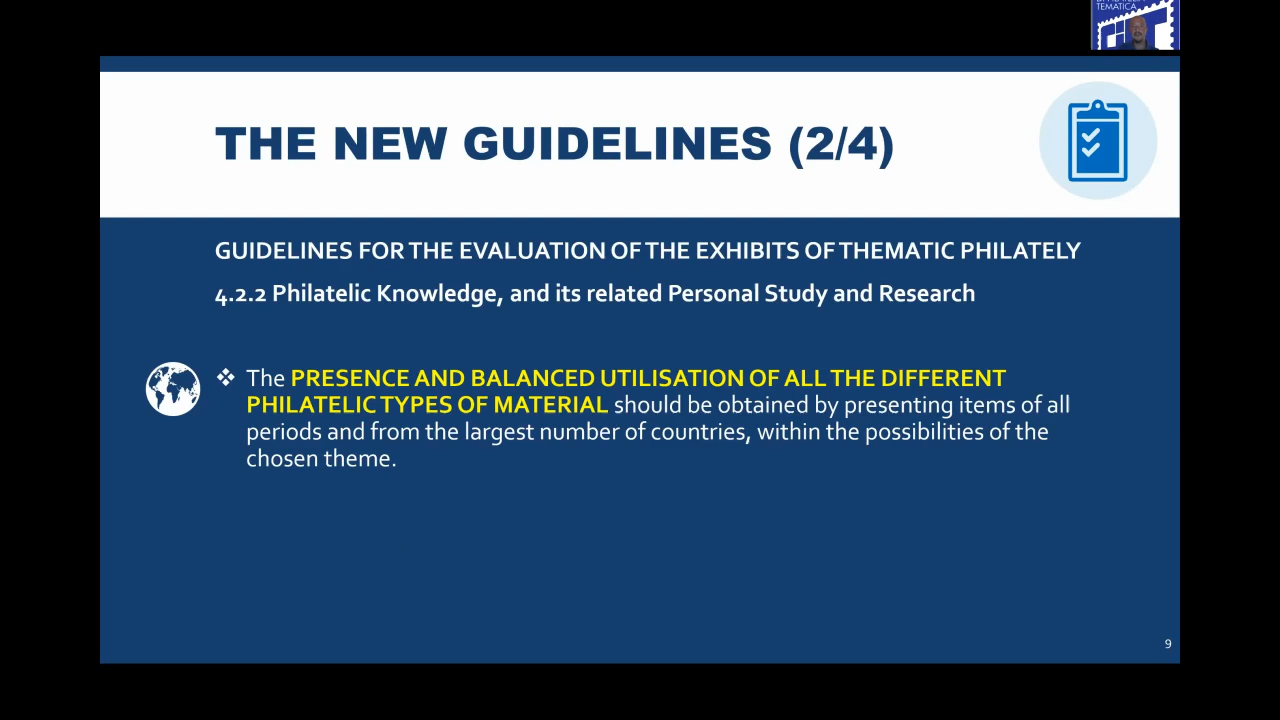 TEMATICA
THE NEW GUIDELINES (2/4)
GUIDELINES FOR THE EVALUATION OF THE EXHIBITS OF THEMATIC PHILATELY
4.2.2 Philatelic Knowledge, and its related Personal Study and Research
❖ The PRESENCE AND BALANCED UTILISATION OF ALL THE DIFFERENT
PHILATELIC TYPES OF MATERIAL should be obtained by presenting items of all
periods and from the largest number of countries, within the possibilities of the
chosen theme.
9